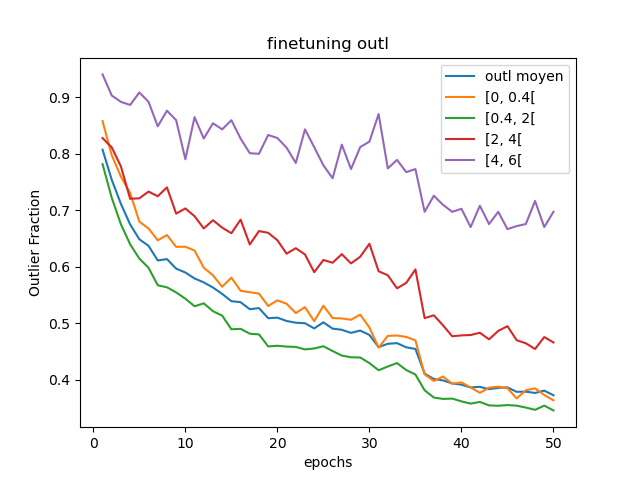 finetuning outl
outl moyen
[0, 0.4[
[0.4, 2[
[2, 4[
[4, 6[
Outlier Fraction
0.9
0.8
0.7
0.6
0.5
0.4
0 10 20 30 40 50
epochs